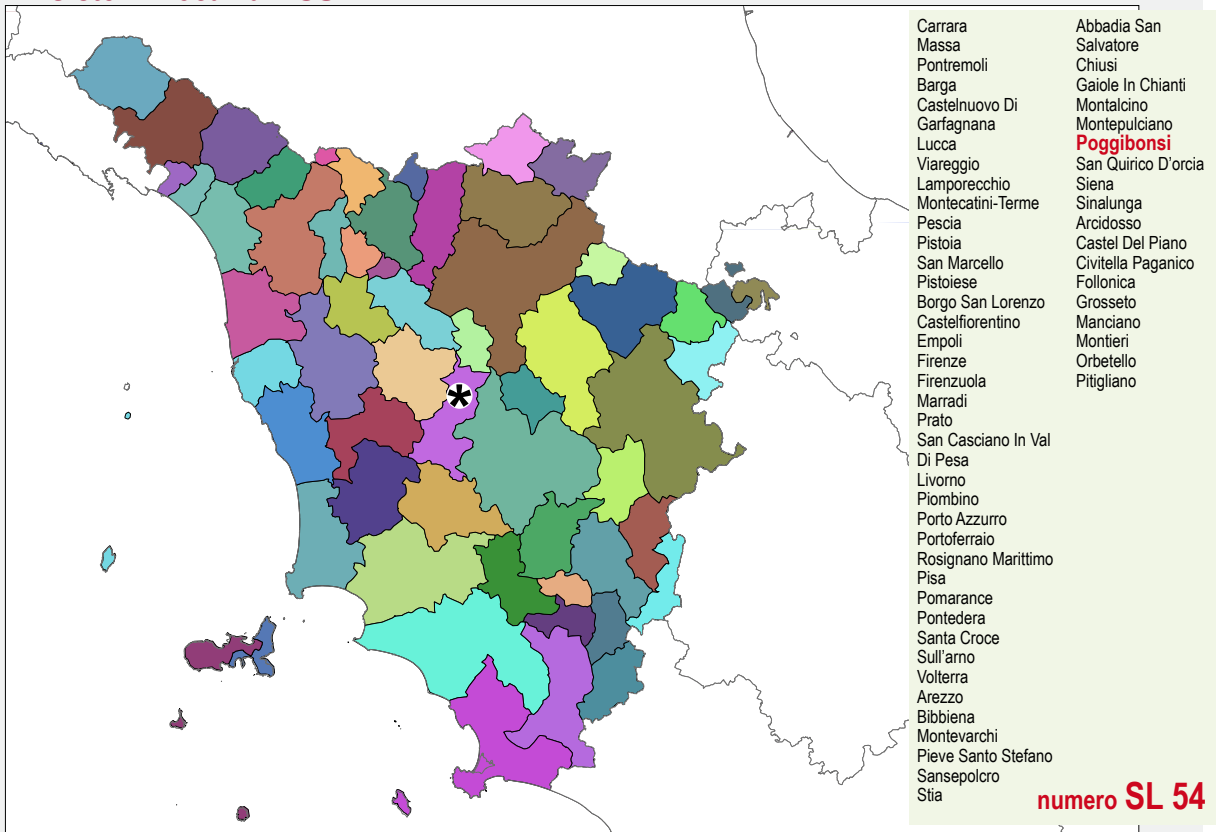 Carrara
Massa
Pontremoli
Barga
Castelnuovo Di
Garfagnana
Lucca
Viareggio
Lamporecchio
Montecatini-Terme
Pescia
Pistoia
San Marcello
Pistoiese
Borgo San Lorenzo
Castelfiorentino
Empoli
Firenze
Firenzuola
Marradi
Prato
San Casciano In Val
Di Pesa
Livorno
Piombino
Porto Azzurro
Portoferraio
Rosignano Marittimo
Pisa
Pomarance
Pontedera
Santa Croce
Sull'arno
Volterra
Arezzo
Bibbiena
Montevarchi
Pieve Santo Stefano
Sansepolcro
Stia
Abbadia San
Salvatore
Chiusi
Gaiole In Chianti
Montalcino
Montepulciano
Poggibonsi
San Quirico D'orcia
Siena
Sinalunga
Arcidosso
Castel Del Piano
Civitella Paganico
Follonica
Grosseto
Manciano
Montieri
Orbetello
Pitigliano
numero SL 54
*